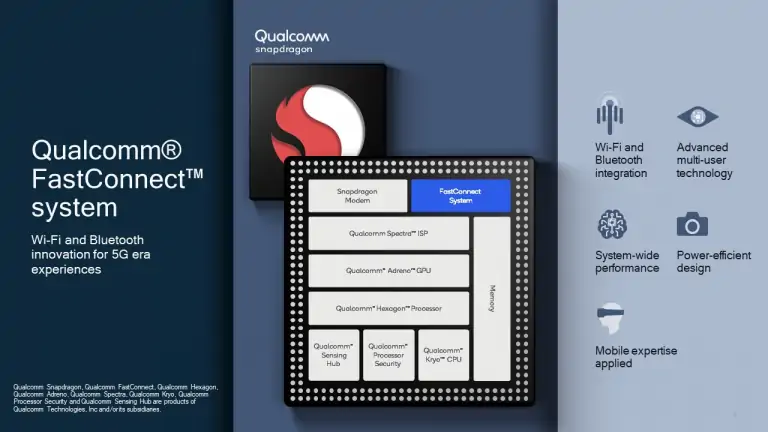 Qualcomm®
FastConnect™
system
Wi-Fi and Bluetooth
innovation for 5G era
experiences
Qualcomm Snapdragon, Qualcomm FastConnect, Qualcomm Hexagon,
Qualcomm Adreno, Qualcomm Spectra, Qualcomm Kryo, Qualcomm
Processor Security and Qualcomm Sensing Hub are products of
Qualcomm Technologies, Inc and/or its subsidiaries.
Qualcomm
snapdragon
Snapdragon
Modem
FastConnect
System
Qualcomm Spectra™ ISP
Qualcomm® Adreno™ GPU
Qualcomm® Hexagon™ Processor
Qualcomm®
Sensing
Hub
Qualcomm®
Processor
Security
Qualcomm®
Kryo™ CPU
Memory
Wi-Fi and
Bluetooth
integration
Advanced
multi-user
technology
System-wide
performance
Power-efficient
design
Mobile expertise
applied